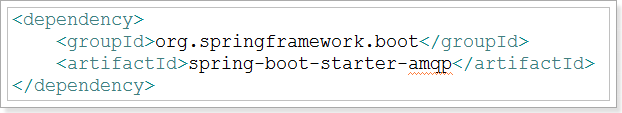 <dependency>
    <groupId>org.springframework.boot</groupId>
    <artifactId>spring-boot-starter-amqp</artifactId>
</dependency>